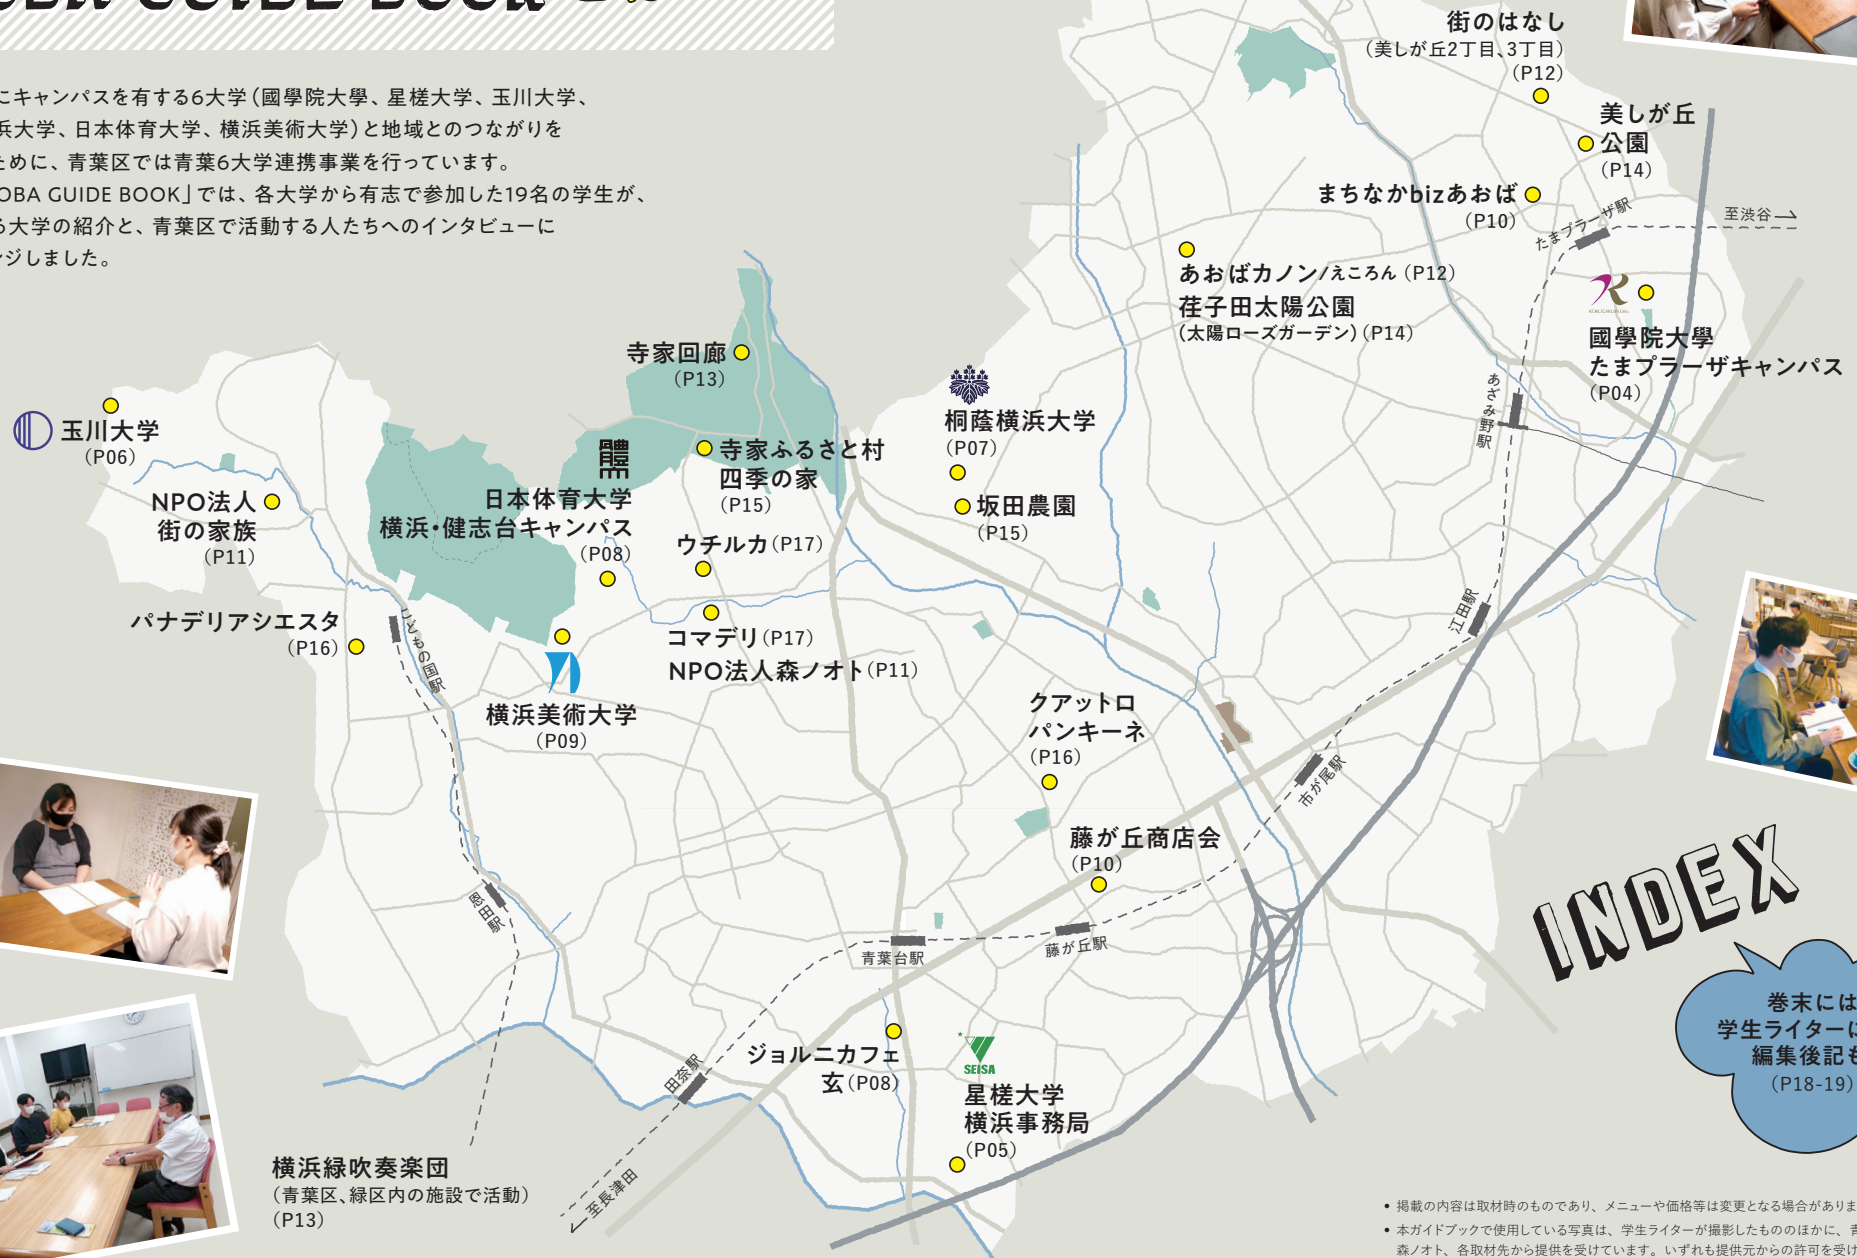 OBA GUIDE BOOK
にキャンパスを有する6大学（國學院大學、星槎大学、玉川大学、
浜大学、日本体育大学、横浜美術大学）と地域とのつながりを
ために、青葉区では青葉6大学連携事業を行っています。
OBA GUIDE BOOK」では、各大学から有志で参加した19名の学生が、
る大学の紹介と、青葉区で活動する人たちへのインタビューに
ンジしました。
街のはなし
（美しが丘2丁目、3丁目）
（P12）
美しが丘
公園
（P14）
まちなかbizあおば
（P10）
たまプラーザ駅
至渋谷
あおばカノン/えころん（P12）
荏子田太陽公園
(太陽ローズガーデン)（P14）
國學院大學
たまプラーザキャンパス
（P04）
あざみ野駅
寺家回廊
（P13）
桐蔭横浜大学
（P07）
坂田農園
（P15）
玉川大学
（P06）
NPO法人
街の家族
（P11）
寺家ふるさと村
四季の家
（P15）
日本体育大学
横浜・健志台キャンパス
（P08）
ウチルカ（P17）
コマデリ（P17）
NPO法人森ノオト（P11）
パナデリアシエスタ
（P16）
こどもの国駅
横浜美術大学
（P09）
江田駅
クアットロ
パンキーネ
（P16）
市が尾駅
藤が丘商店会
（P10）
恩田駅
青葉台駅
藤が丘駅
INDEX
巻末には
学生ライターに
編集後記も
（P18-19）
ジョルニカフェ
玄（P08）
田奈駅
SEISA
星槎大学
横浜事務局
（P05）
横浜緑吹奏楽団
（青葉区、緑区内の施設で活動）
（P13）
至長津田
• 掲載の内容は取材時のものであり、メニューや価格等は変更となる場合がありま
• 本ガイドブックで使用している写真は、学生ライターが撮影したもののほかに、青
森ノオト、各取材先から提供を受けています。いずれも提供元からの許可を受け